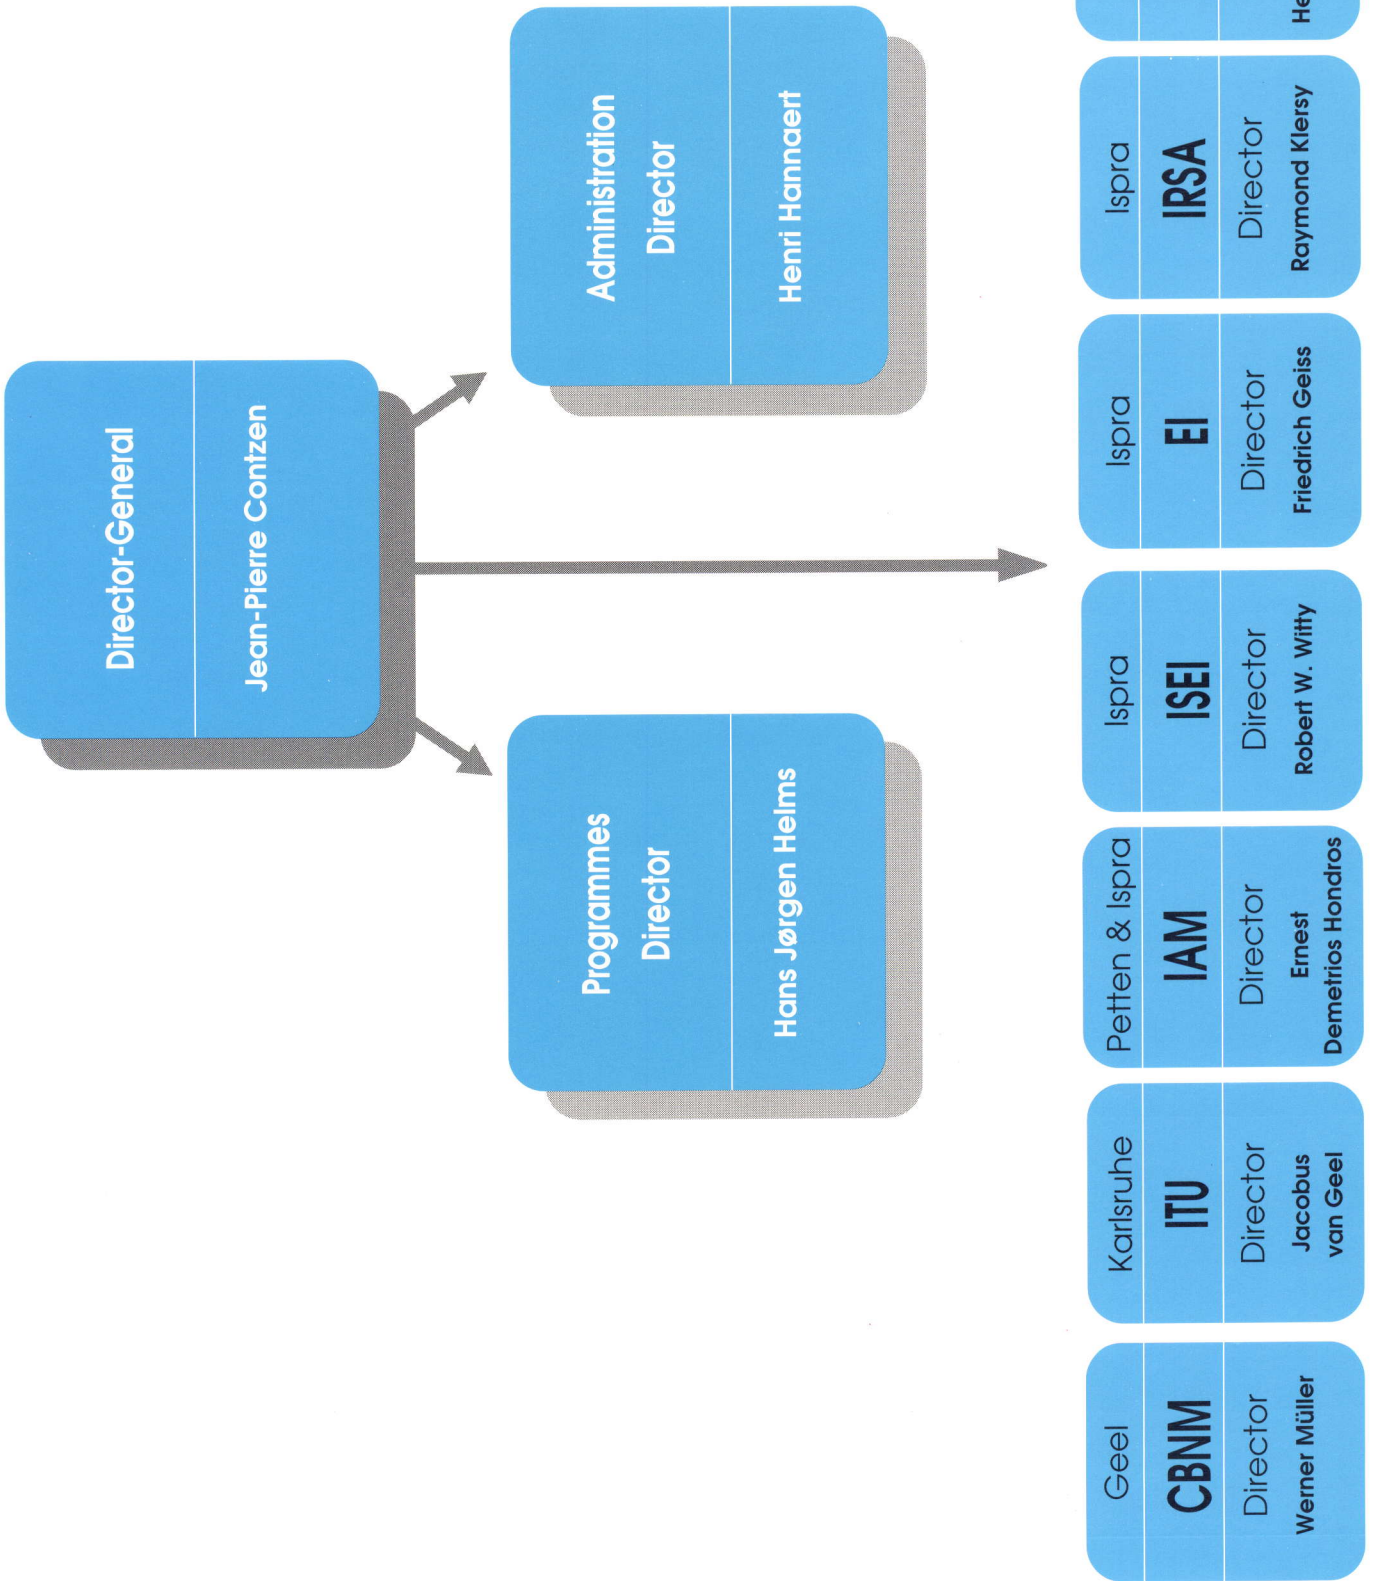 Director-General
Jean-Pierre Contzen
Programmes
Director
Hans Jørgen Helms
Administration
Director
Henri Hannaert
Geel
CBNM
Director
Werner Müller
Karlsruhe
ITU
Director
Jacobus
van Geel
Petten & Ispra
IAM
Director
Ernest
Demetrios Hondros
Ispra
ISEI
Director
Robert W. Witty
Ispra
EI
Director
Friedrich Geiss
Ispra
IRSA
Director
Raymond Klersy